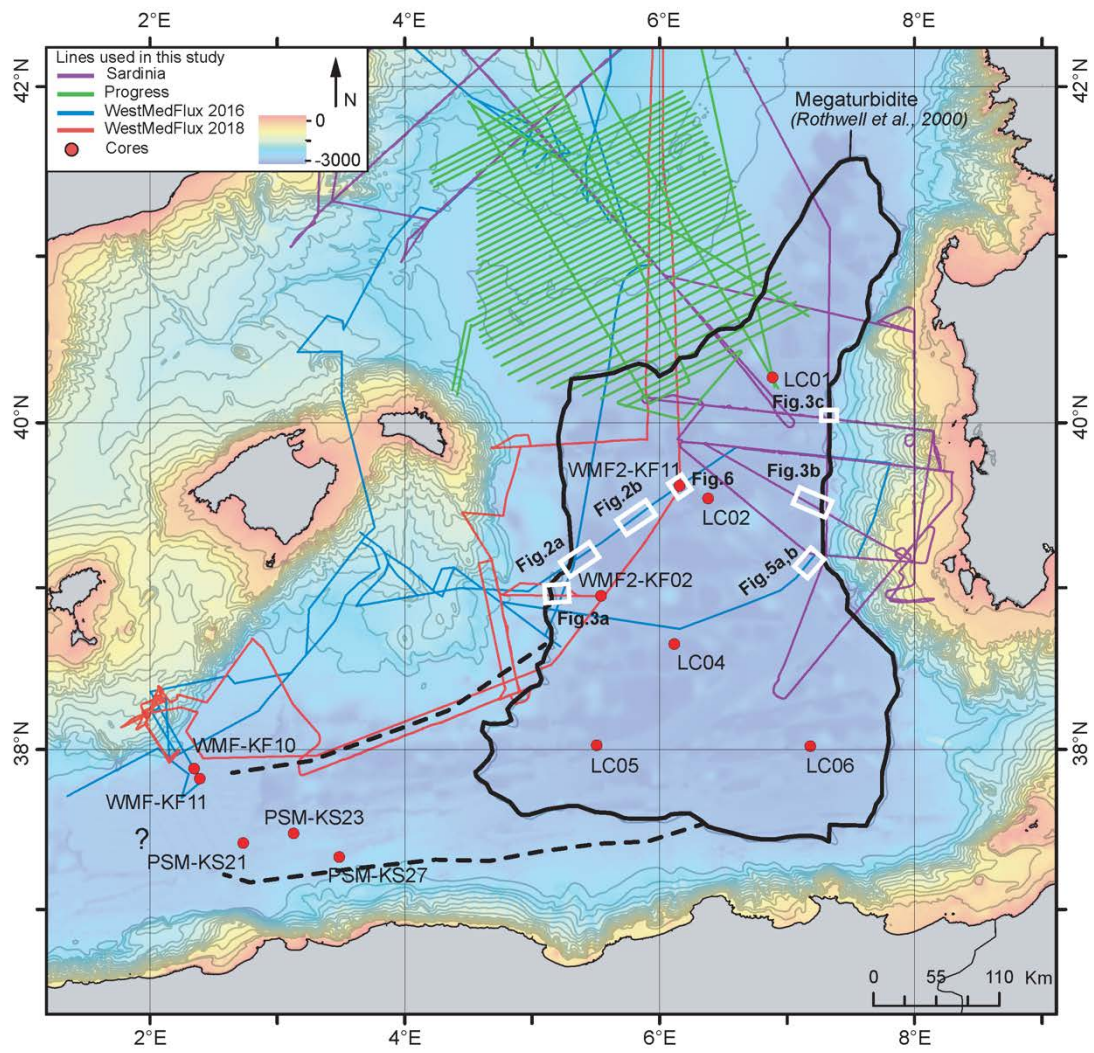 2°E
4°E
6°E
8°E
42°N
42°N
Lines used in this study
Sardinia
Progress
WestMedFlux 2016
WestMedFlux 2018
Cores
N
0
-3000
Megaturbidite
(Rothwell et al., 2000)
LC01
Fig.3c
40°N
40°N
WMF2-KF11
Fig.6
Fig.3b
Fig.2b
LC02
Fig.2a
WMF2-KF02
Fig.5a,b
Fig.3a
LC04
38°N
38°N
WMF-KF10
LC05
LC06
WMF-KF11
PSM-KS23
?
PSM-KS21
PSM-KS27
0 55 110 Km
2°E
4°E
6°E
8°E